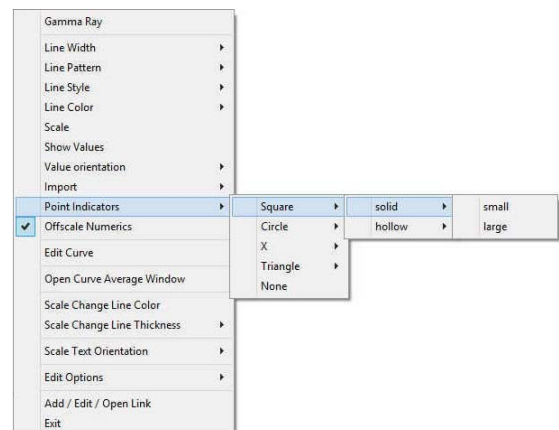 Gamma Ray
Line Width
Line Pattern
Line Style
Line Color
Scale
Show Values
Value orientation
Import
Point Indicators
Offscale Numerics
Edit Curve
Open Curve Average Window
Scale Change Line Color
Scale Change Line Thickness
Scale Text Orientation
Edit Options
Add / Edit / Open Link
Exit
Square
Circle
X
Triangle
None
solid
hollow
small
large